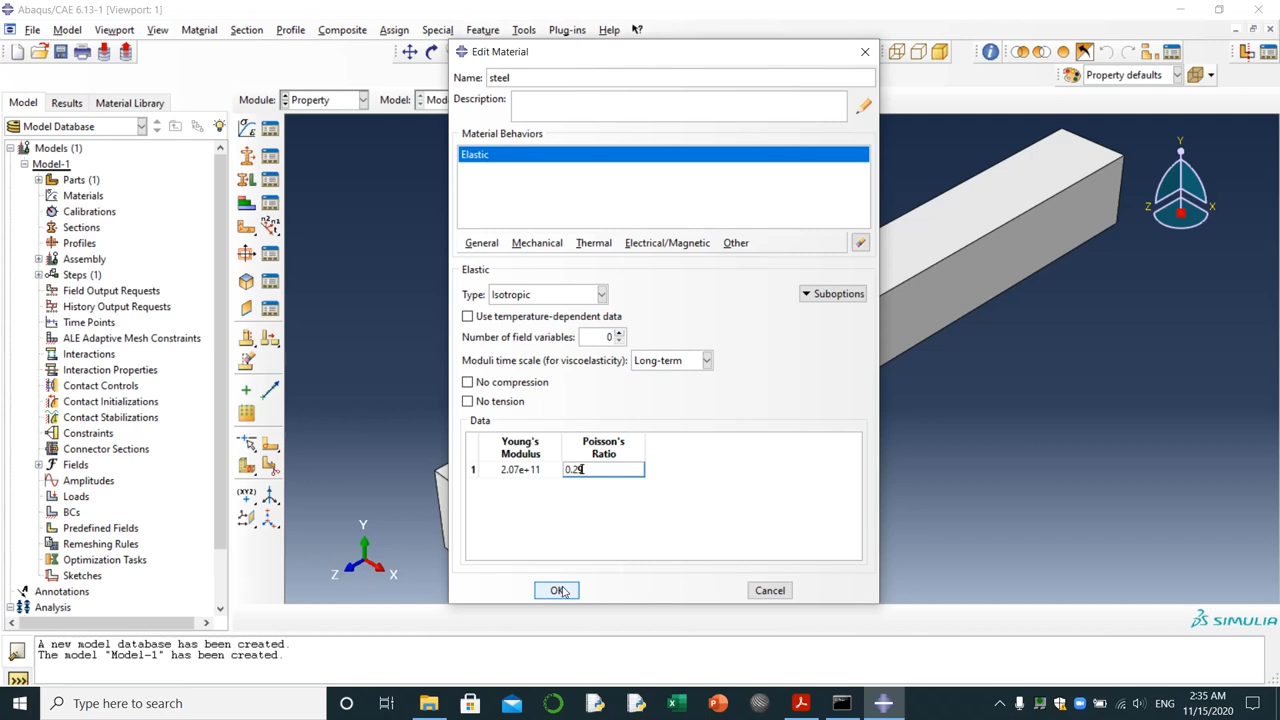 Abaqus/CAE 6.13-1 [Viewport: 1]
File Model Viewport View Material Section Profile Composite Assign Special Feature Tools Plug-ins Help
Edit Material
Name: steel
Description:
Property defaults
Model Results Material Library
Module: Property Model:
Model Database
Models (1)
Model-1
Parts (1)
Materials
Calibrations
Sections
Profiles
Assembly
Steps (1)
Field Output Requests
History Output Requests
Time Points
ALE Adaptive Mesh Constraints
Interactions
Interaction Properties
Contact Controls
Contact Initializations
Contact Stabilizations
Constraints
Connector Sections
Fields
Amplitudes
Loads
BCs
Predefined Fields
Remeshing Rules
Optimization Tasks
Sketches
Annotations
Analysis
Material Behaviors
Elastic
General Mechanical Thermal Electrical/Magnetic Other
Elastic
Type: Isotropic
Suboptions
Use temperature-dependent data
Number of field variables: 0
Moduli time scale (for viscoelasticity): Long-term
No compression
No tension
Data
Young's Modulus
Poisson's Ratio
1 2.07e+11 0.29
OK Cancel
Y
Z X
Y
Z X
(XYZ)
SIMULIA
A new model database has been created.
The model "Model-1" has been created.
>>>
Type here to search
2:35 AM
11/15/2020